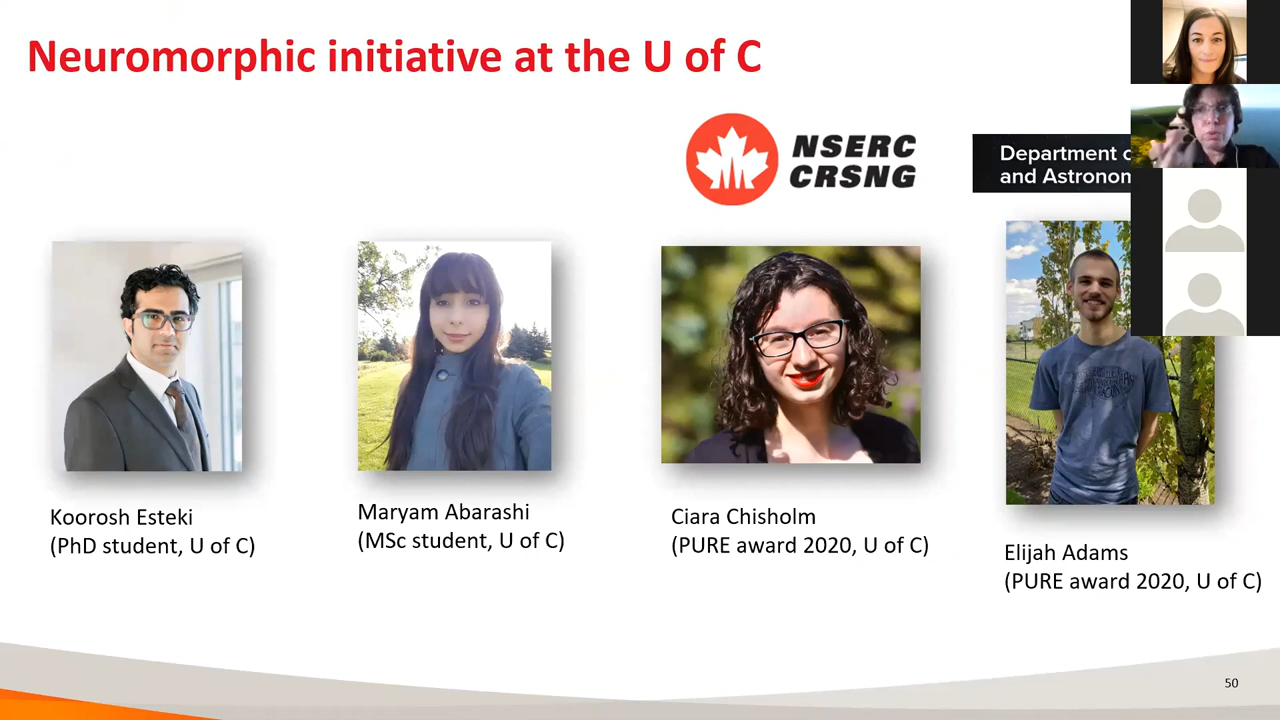 Neuromorphic initiative at the U of C
NSERC
CRSNG
Department
and Astronom
Koorosh Esteki
(PhD student, U of C)
Maryam Abarashi
(MSc student, U of C)
Ciara Chisholm
(PURE award 2020, U of C)
Elijah Adams
(PURE award 2020, U of C)
50